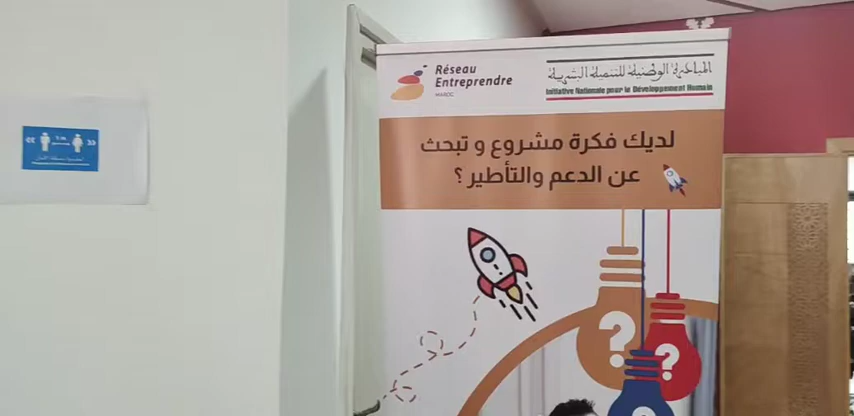 Réseau
Entreprendre
MAROC
المبادرة الوطنية للتنمية البشرية
Initiative Nationale pour le Développement Humain
لديك فكرة مشروع و تبحث
عن الدعم والتأطير ؟